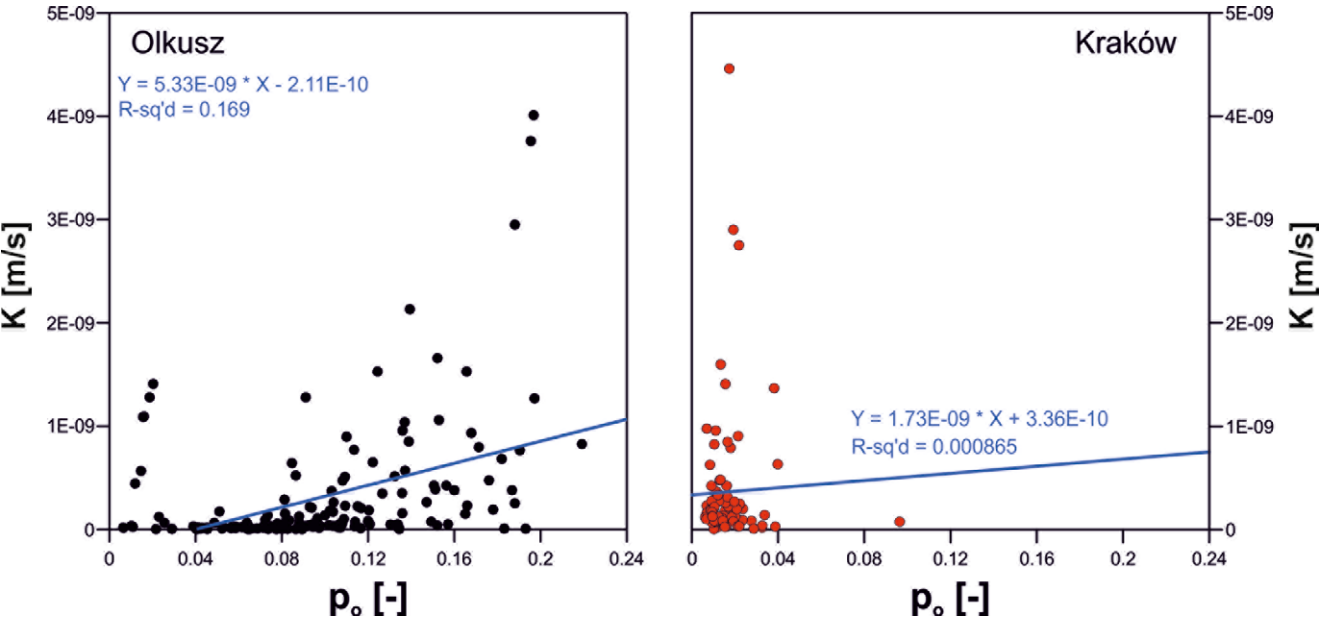 Olkusz
Y = 5.33E-09 * X - 2.11E-10
R-sq'd = 0.169
5E-09
4E-09
3E-09
2E-09
1E-09
0
K [m/s]
0 0.04 0.08 0.12 0.16 0.2 0.24
po [-]
Kraków
Y = 1.73E-09 * X + 3.36E-10
R-sq'd = 0.000865
5E-09
4E-09
3E-09
2E-09
1E-09
0
K [m/s]
0 0.04 0.08 0.12 0.16 0.2 0.24
po [-]